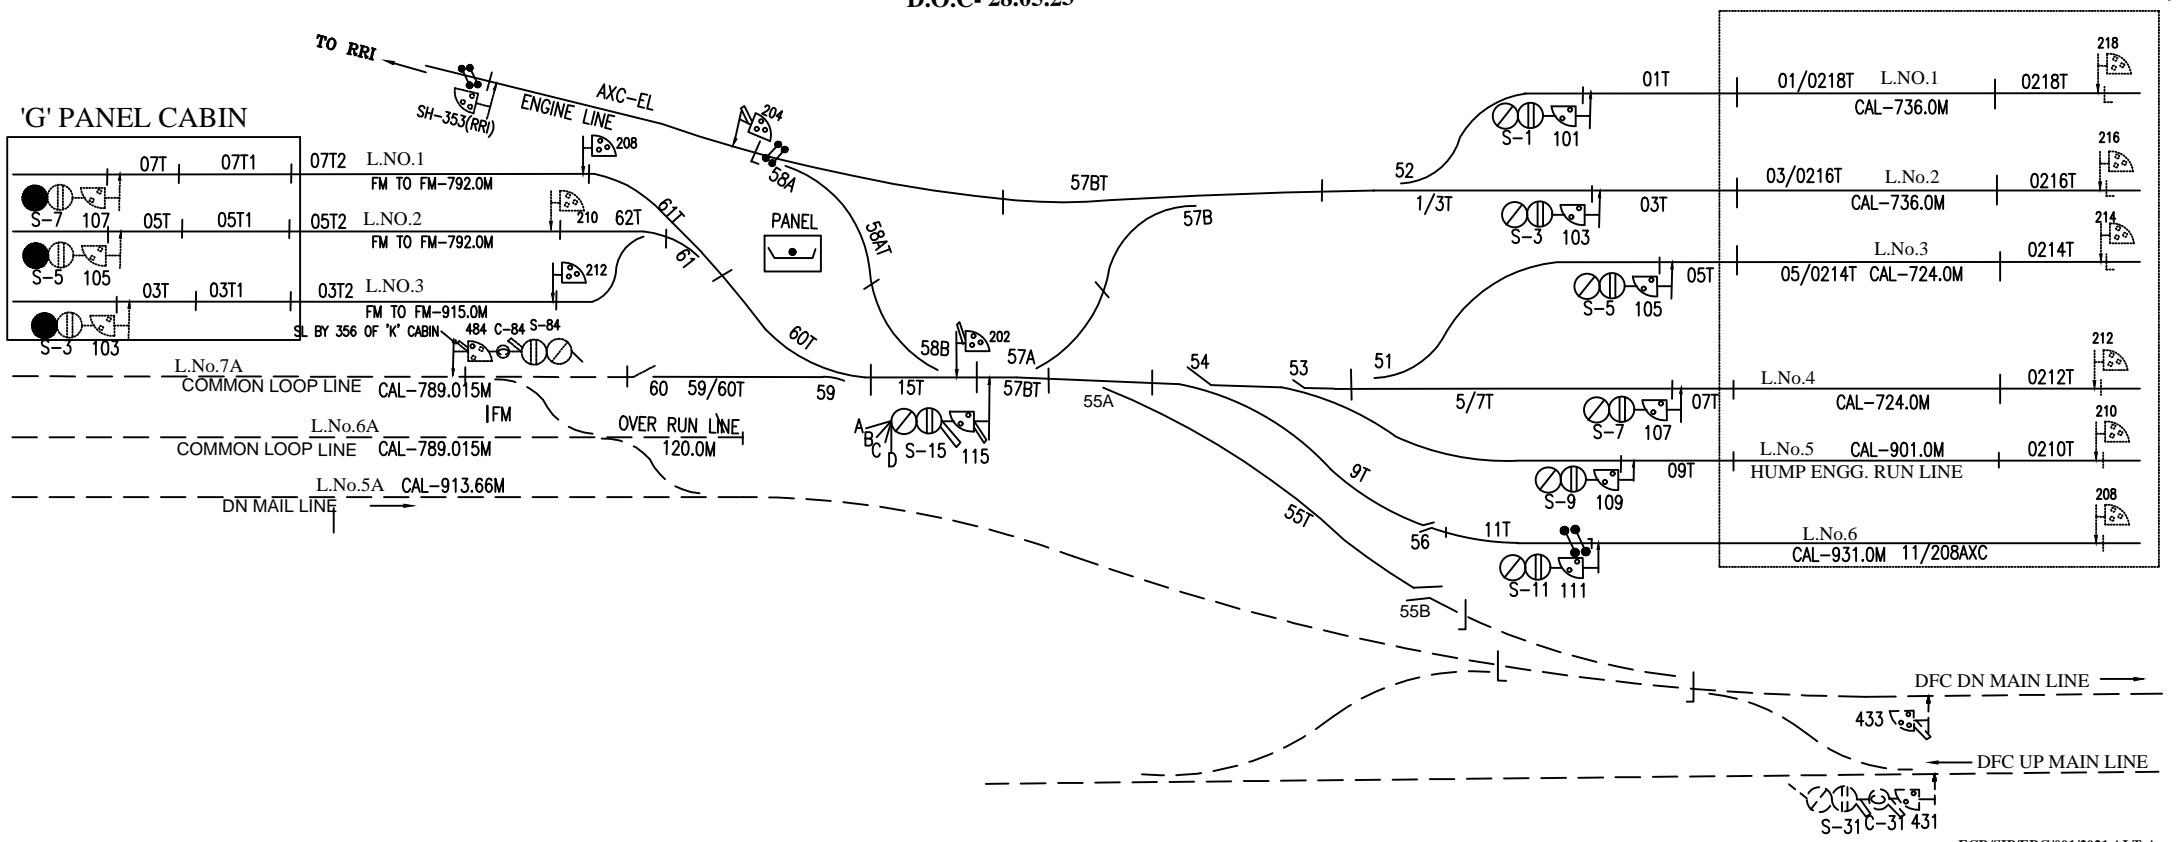 TO RRI
AXC-EL
ENGINE LINE
SH-353(RRI)
204
58A
208
'G' PANEL CABIN
07T 07T1 07T2 L.NO.1
FM TO FM-792.0M
S-7 107
05T 05T1 05T2 L.NO.2
FM TO FM-792.0M
210
62T
61T
61
S-5 105
03T 03T1 03T2 L.NO.3
FM TO FM-915.0M
212
S-3 103
SL BY 356 OF 'K' CABIN
484 C-84 S-84
PANEL
58AT
60T
58B
202
57A
57BT
57B
52
1/3T
01T
S-1 101
01/0218T L.NO.1
CAL-736.0M
0218T
218
03T
S-3 103
03/0216T L.No.2
CAL-736.0M
0216T
216
05T
S-5 105
L.No.3
05/0214T CAL-724.0M
0214T
214
L.No.7A
COMMON LOOP LINE CAL-789.015M
60 59/60T 59 15T 57BT
55A
54 53 51
5/7T
07T
S-7 107
L.No.4
CAL-724.0M
0212T
212
FM
L.No.6A
COMMON LOOP LINE CAL-789.015M
OVER RUN LINE
120.0M
A
B
C
D
S-15 115
L.No.5A CAL-913.66M
DN MAIL LINE
9T
55T
09T
S-9 109
L.No.5 CAL-901.0M
HUMP ENGG. RUN LINE
0210T
210
56
11T
S-11 111
L.No.6
CAL-931.0M 11/208AXC
208
55B
DFC DN MAIN LINE
433
DFC UP MAIN LINE
S-31 C-31 431